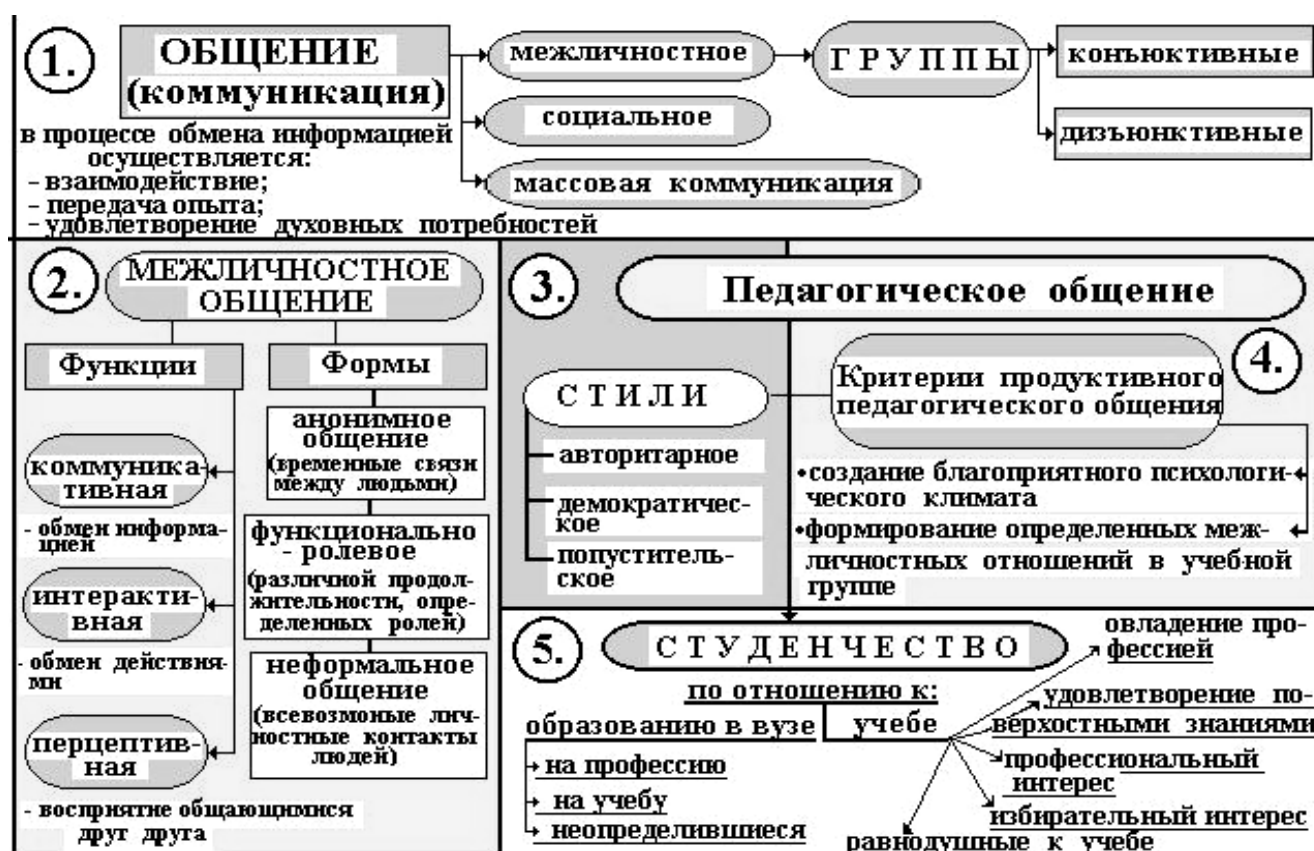 1.
ОБЩЕНИЕ
(коммуникация)
в процессе обмена информацией
осуществляется:
- взаимодействие;
- передача опыта;
- удовлетворение духовных потребностей
межличностное
социальное
массовая коммуникация
ГРУППЫ
конъюктивные
дизъюнктивные
2.
МЕЖЛИЧНОСТНОЕ
ОБЩЕНИЕ
Функции
коммуника-
тивная
- обмен информа-
цией
интеракти-
вная
- обмен действия-
ми
перцептив-
ная
- восприятие общающимися
друг друга
Формы
анонимное
общение
(временные связи
между людьми)
функционально
- ролевое
(различной продол-
жительности, опре-
деленных ролей)
неформальное
общение
(всевозмоные лич-
ностные контакты
людей)
3.
Педагогическое общение
СТИЛИ
авторитарное
демократичес-
кое
попуститель-
ское
4.
Критерии продуктивного
педагогического общения
•создание благоприятного психологи-
ческого климата
•формирование определенных меж-
личностных отношений в учебной
группе
5.
СТУДЕНЧЕСТВО
по отношению к:
образованию в вузе
на профессию
на учебу
неопределившиеся
учебе
овладение про-
фессией
удовлетворение по-
верхостными знаниями
профессиональный
интерес
избирательный интерес
равнодушные к учебе